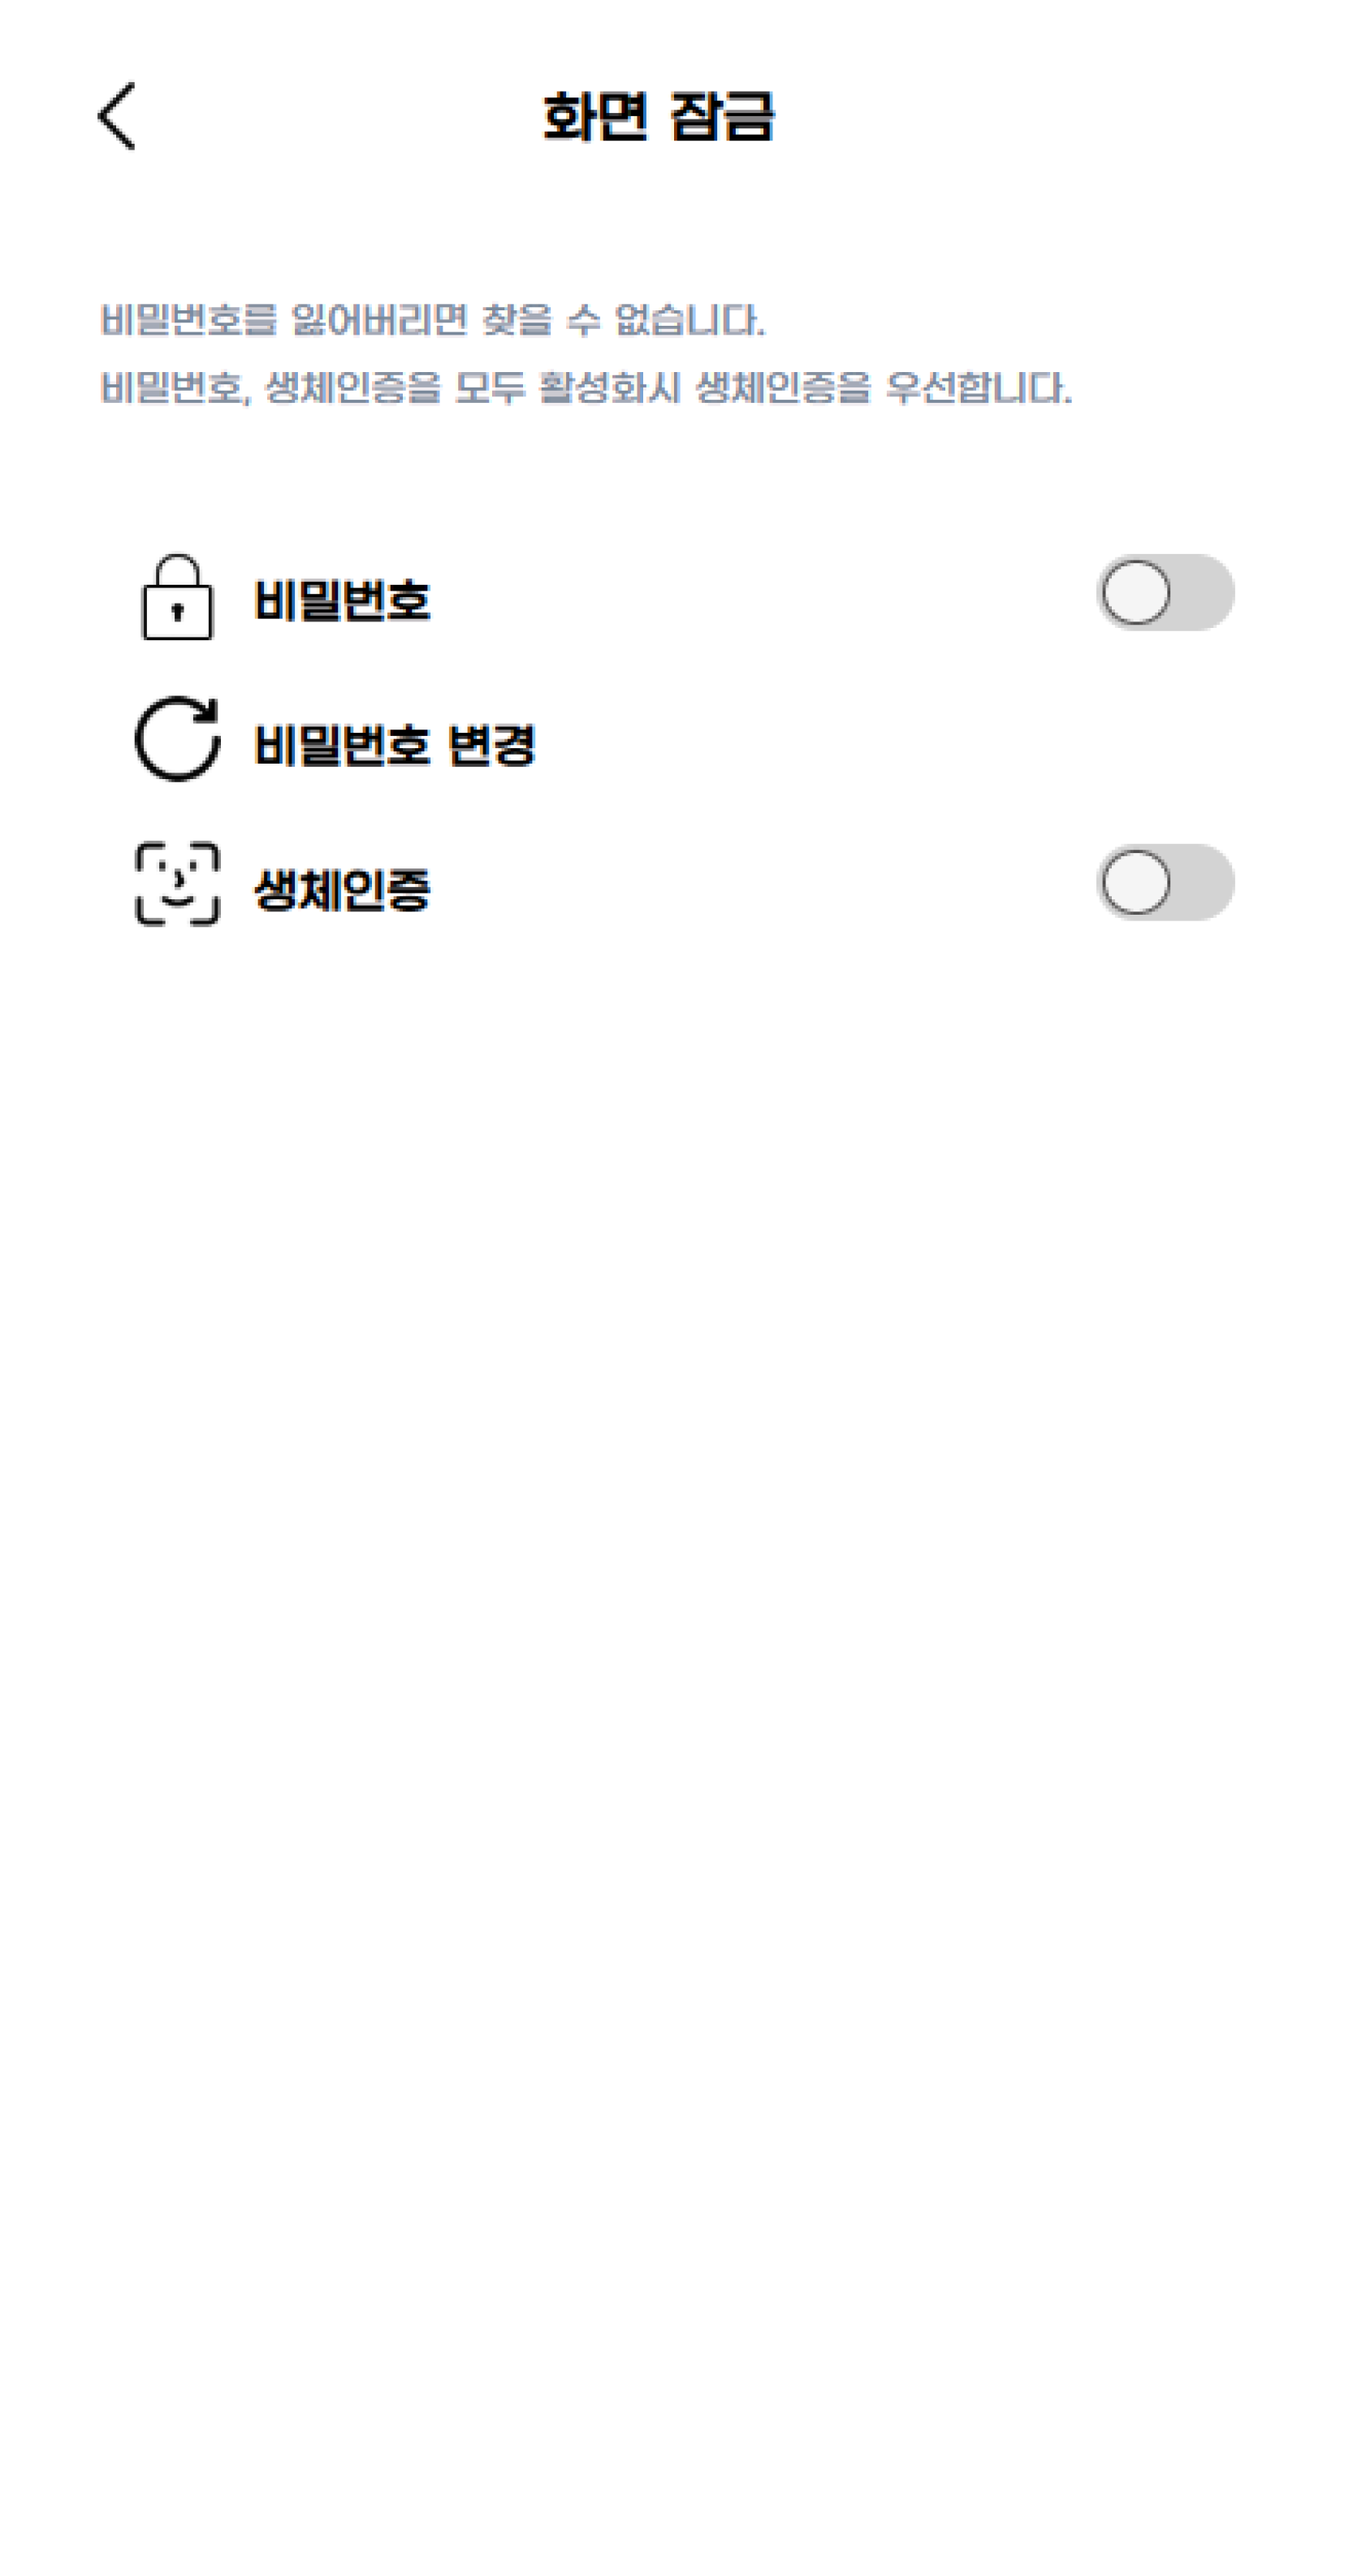 화면 잠금
비밀번호를 잃어버리면 찾을 수 없습니다.
비밀번호, 생체인증을 모두 활성화시 생체인증을 우선합니다.
비밀번호
비밀번호 변경
생체인증